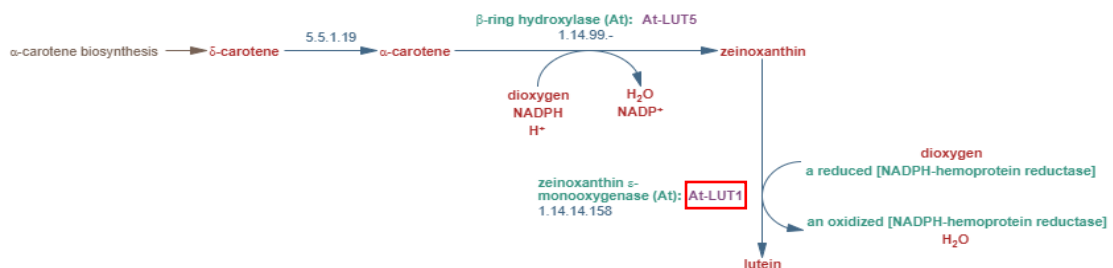 β-ring hydroxylase (At): At-LUT5
5.5.1.19
1.14.99.-
α-carotene biosynthesis
δ-carotene
α-carotene
zeinoxanthin
dioxygen
NADPH
H⁺
H₂O
NADP⁺
dioxygen
a reduced [NADPH-hemoprotein reductase]
zeinoxanthin ε-
monooxygenase (At): At-LUT1
1.14.14.158
an oxidized [NADPH-hemoprotein reductase]
H₂O
lutein